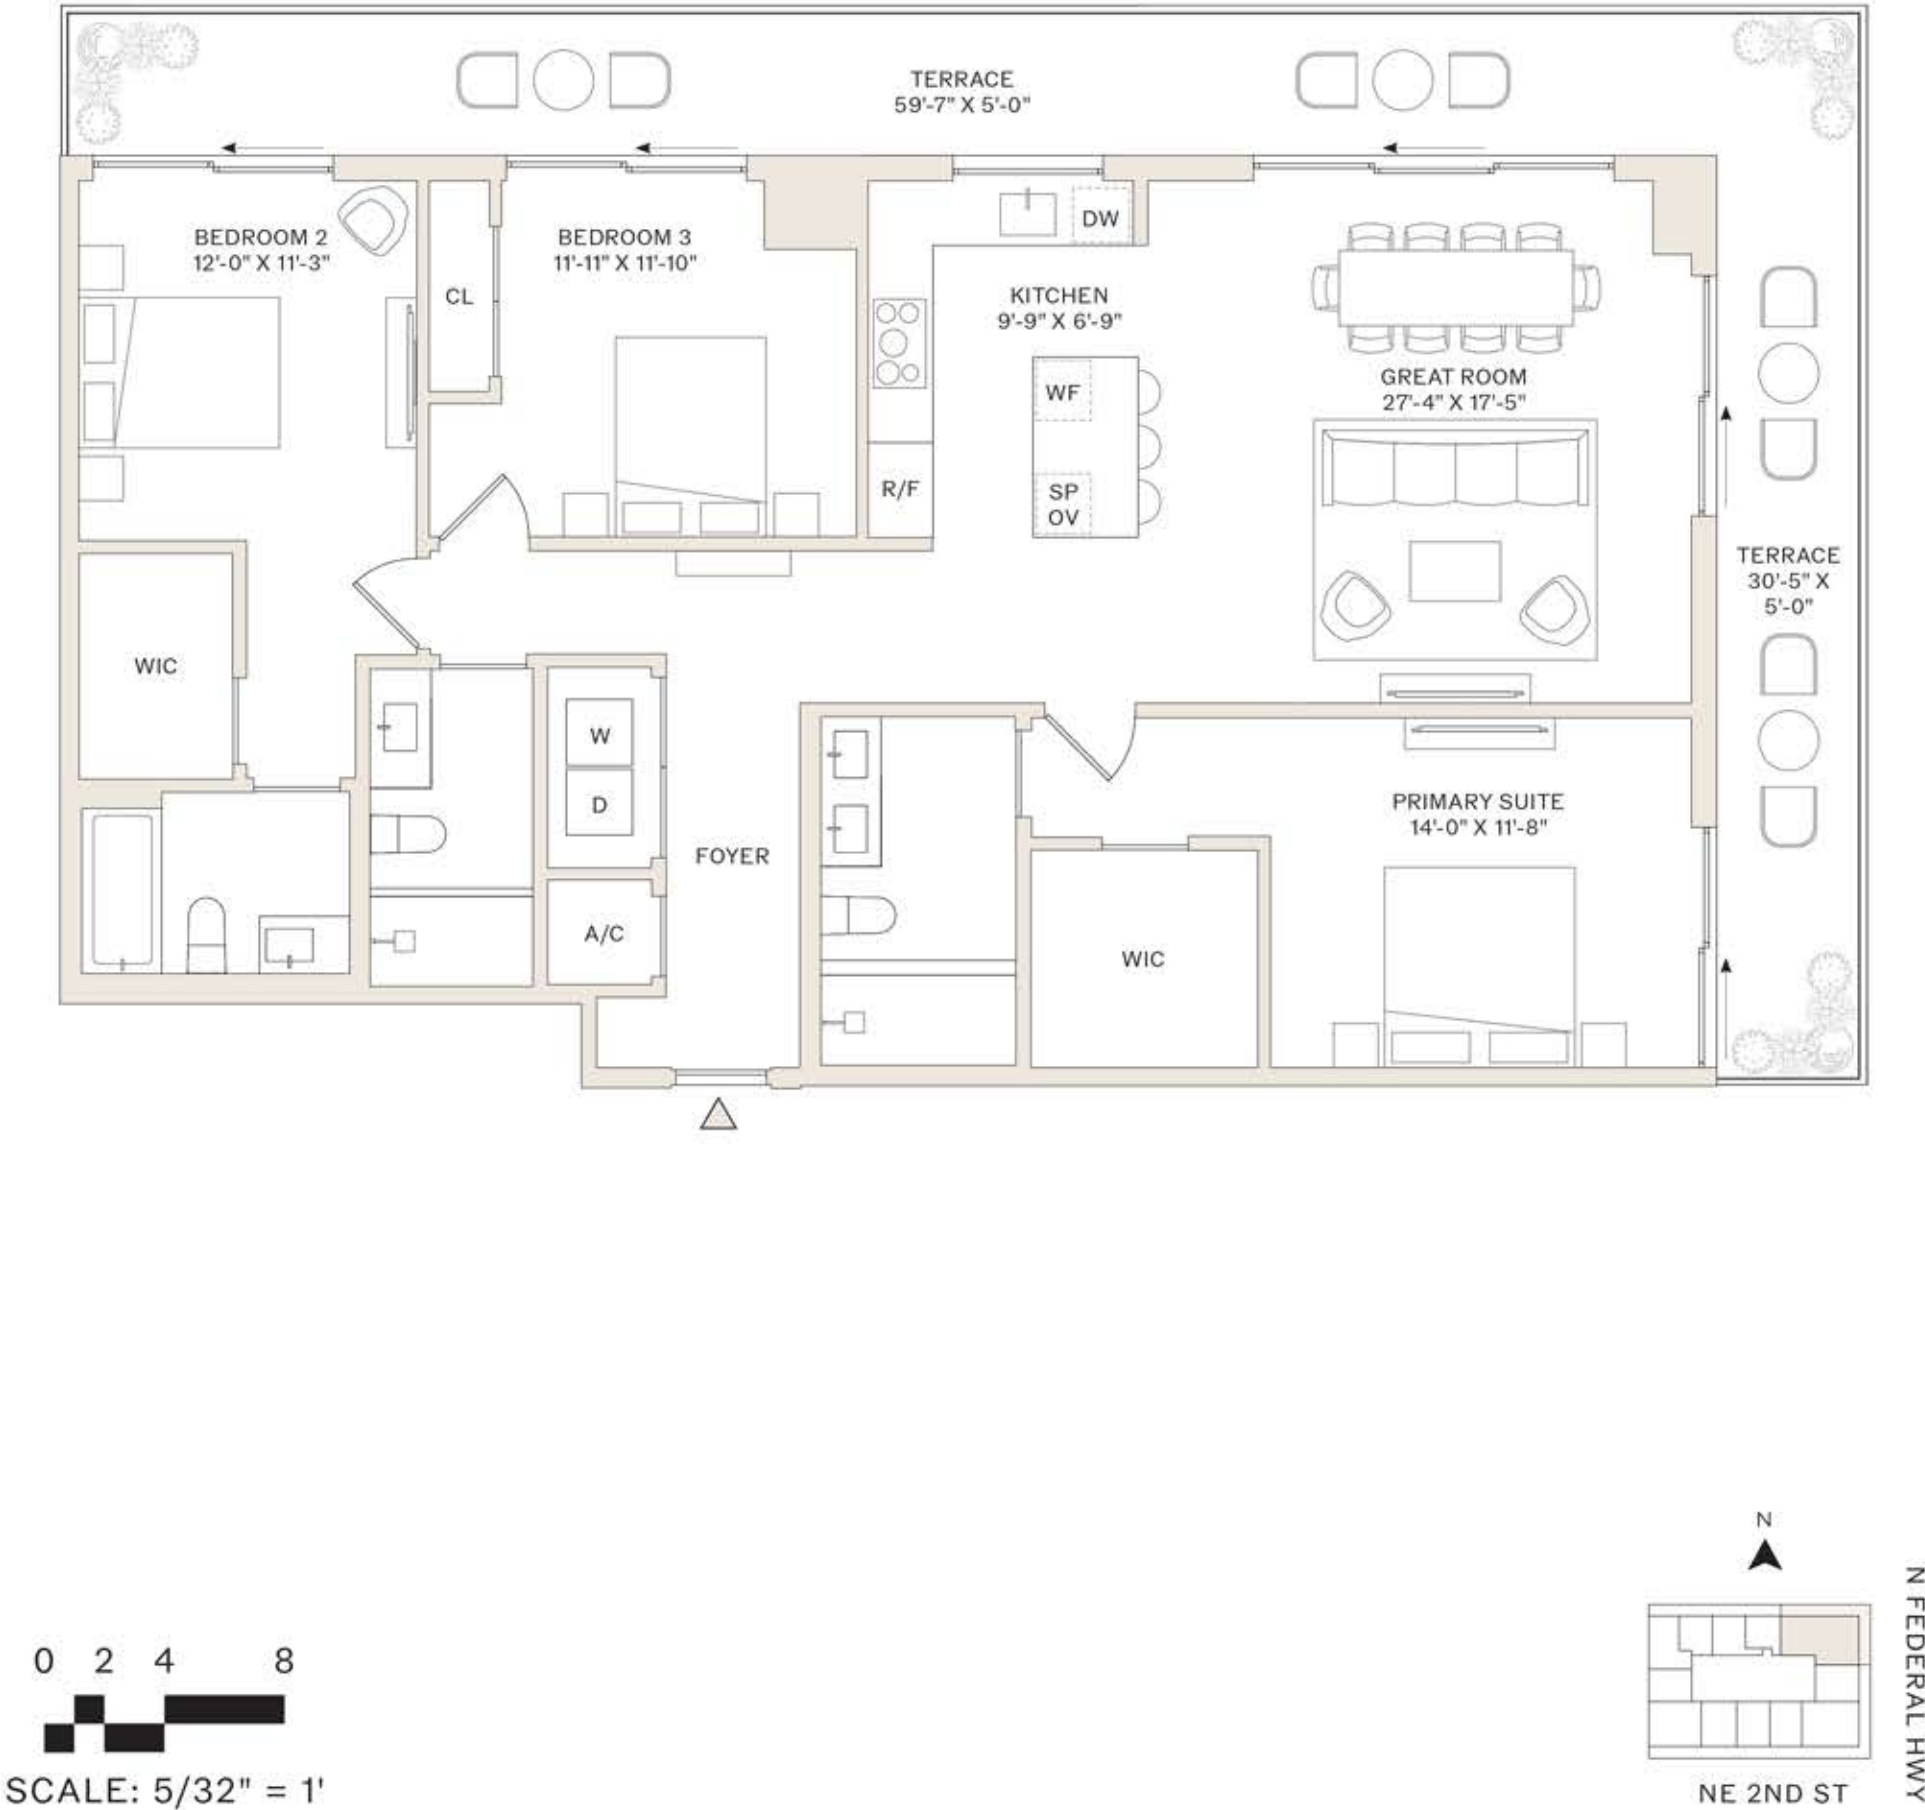 TERRACE
59'-7" X 5'-0"
BEDROOM 2
12'-0" X 11'-3"
CL
BEDROOM 3
11'-11" X 11'-10"
DW
KITCHEN
9'-9" X 6'-9"
WF
SP
OV
R/F
GREAT ROOM
27'-4" X 17'-5"
TERRACE
30'-5" X
5'-0"
WIC
W
D
A/C
FOYER
WIC
PRIMARY SUITE
14'-0" X 11'-8"
0 2 4 8
SCALE: 5/32" = 1'
N
N FEDERAL HWY
NE 2ND ST